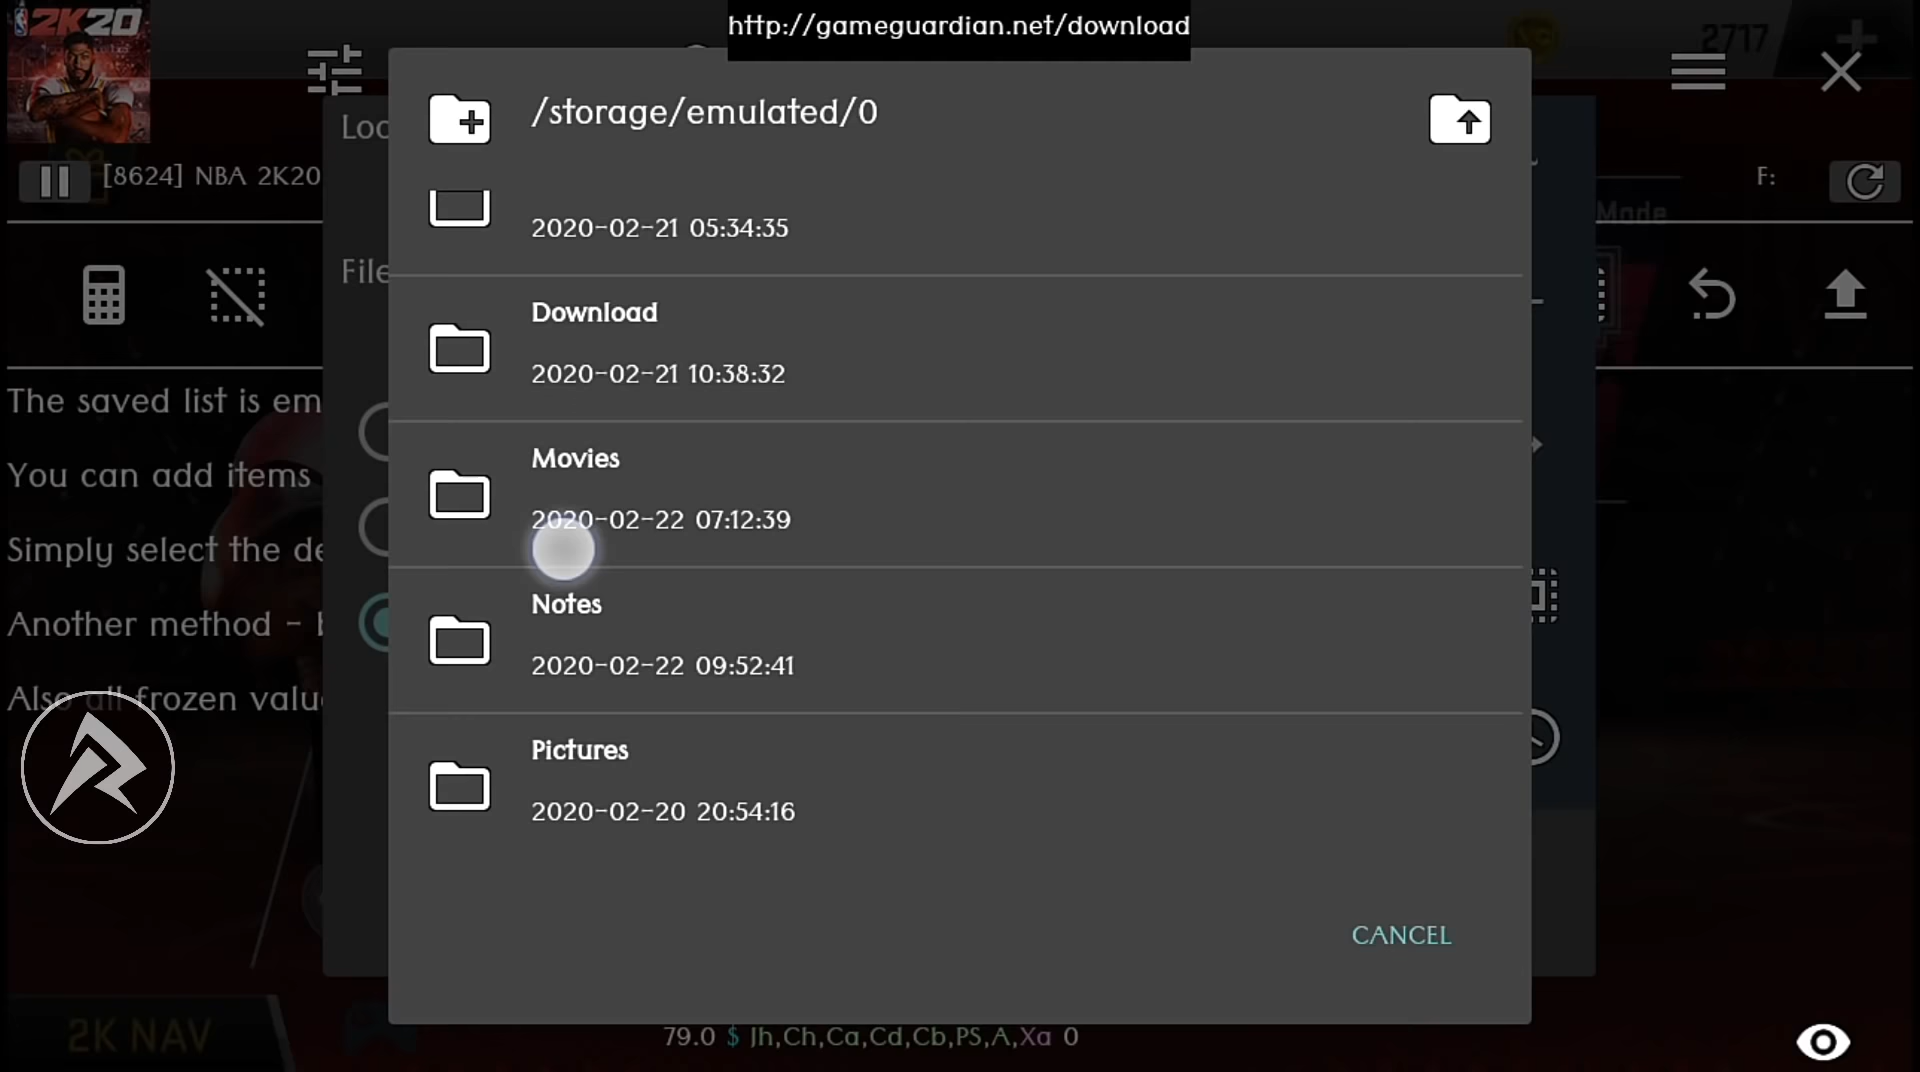 http://gameguardian.net/download
2K20
2717
/storage/emulated/0
Loc
[8624] NBA 2K20
F:
Mode
2020-02-21 05:34:35
File
Download
2020-02-21 10:38:32
The saved list is em
Movies
You can add items
2020-02-22 07:12:39
Simply select the de
Notes
Another method -
2020-02-22 09:52:41
Also all frozen valu
Pictures
2020-02-20 20:54:16
CANCEL
2K NAV
79.0 $ Jh,Ch,Ca,Cd,Cb,PS,A,Xa 0